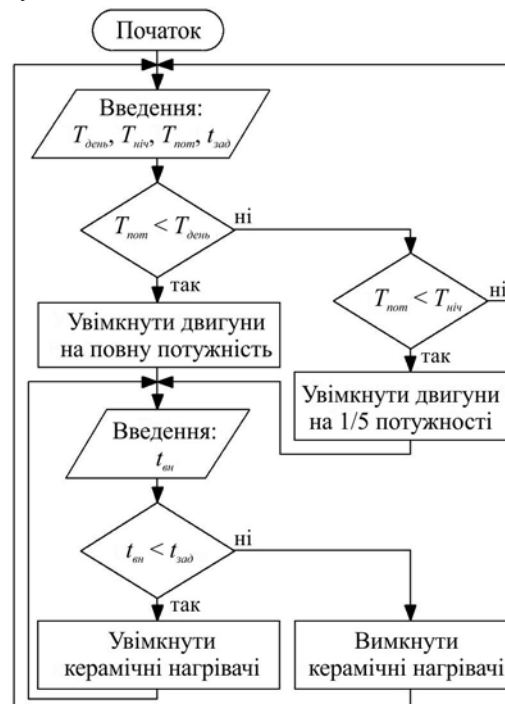 Початок
Введення:
T_день, T_ніч, T_пот, t_зад
T_пот < T_день
ні
так
Увімкнути двигуни
на повну потужність
T_пот < T_ніч
ні
так
Увімкнути двигуни
на 1/5 потужності
Введення:
t_вн
t_вн < t_зад
ні
так
Увімкнути
керамічні нагрівачі
Вимкнути
керамічні нагрівачі